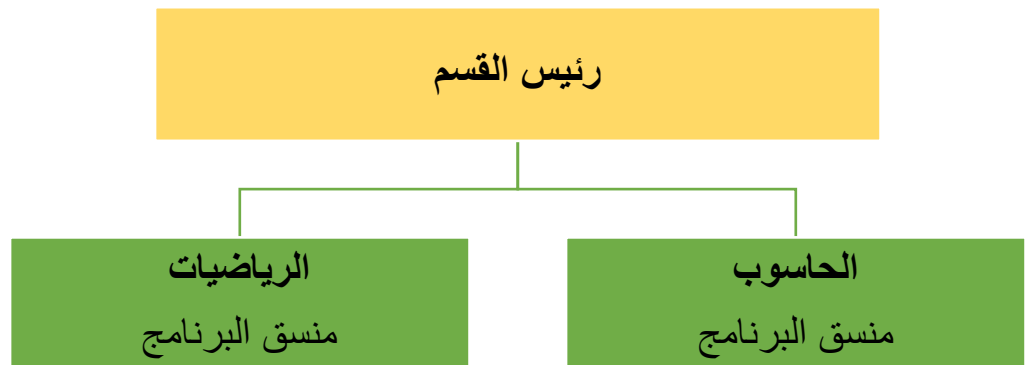 رئيس القسم
الحاسوب
منسق البرنامج
الرياضيات
منسق البرنامج